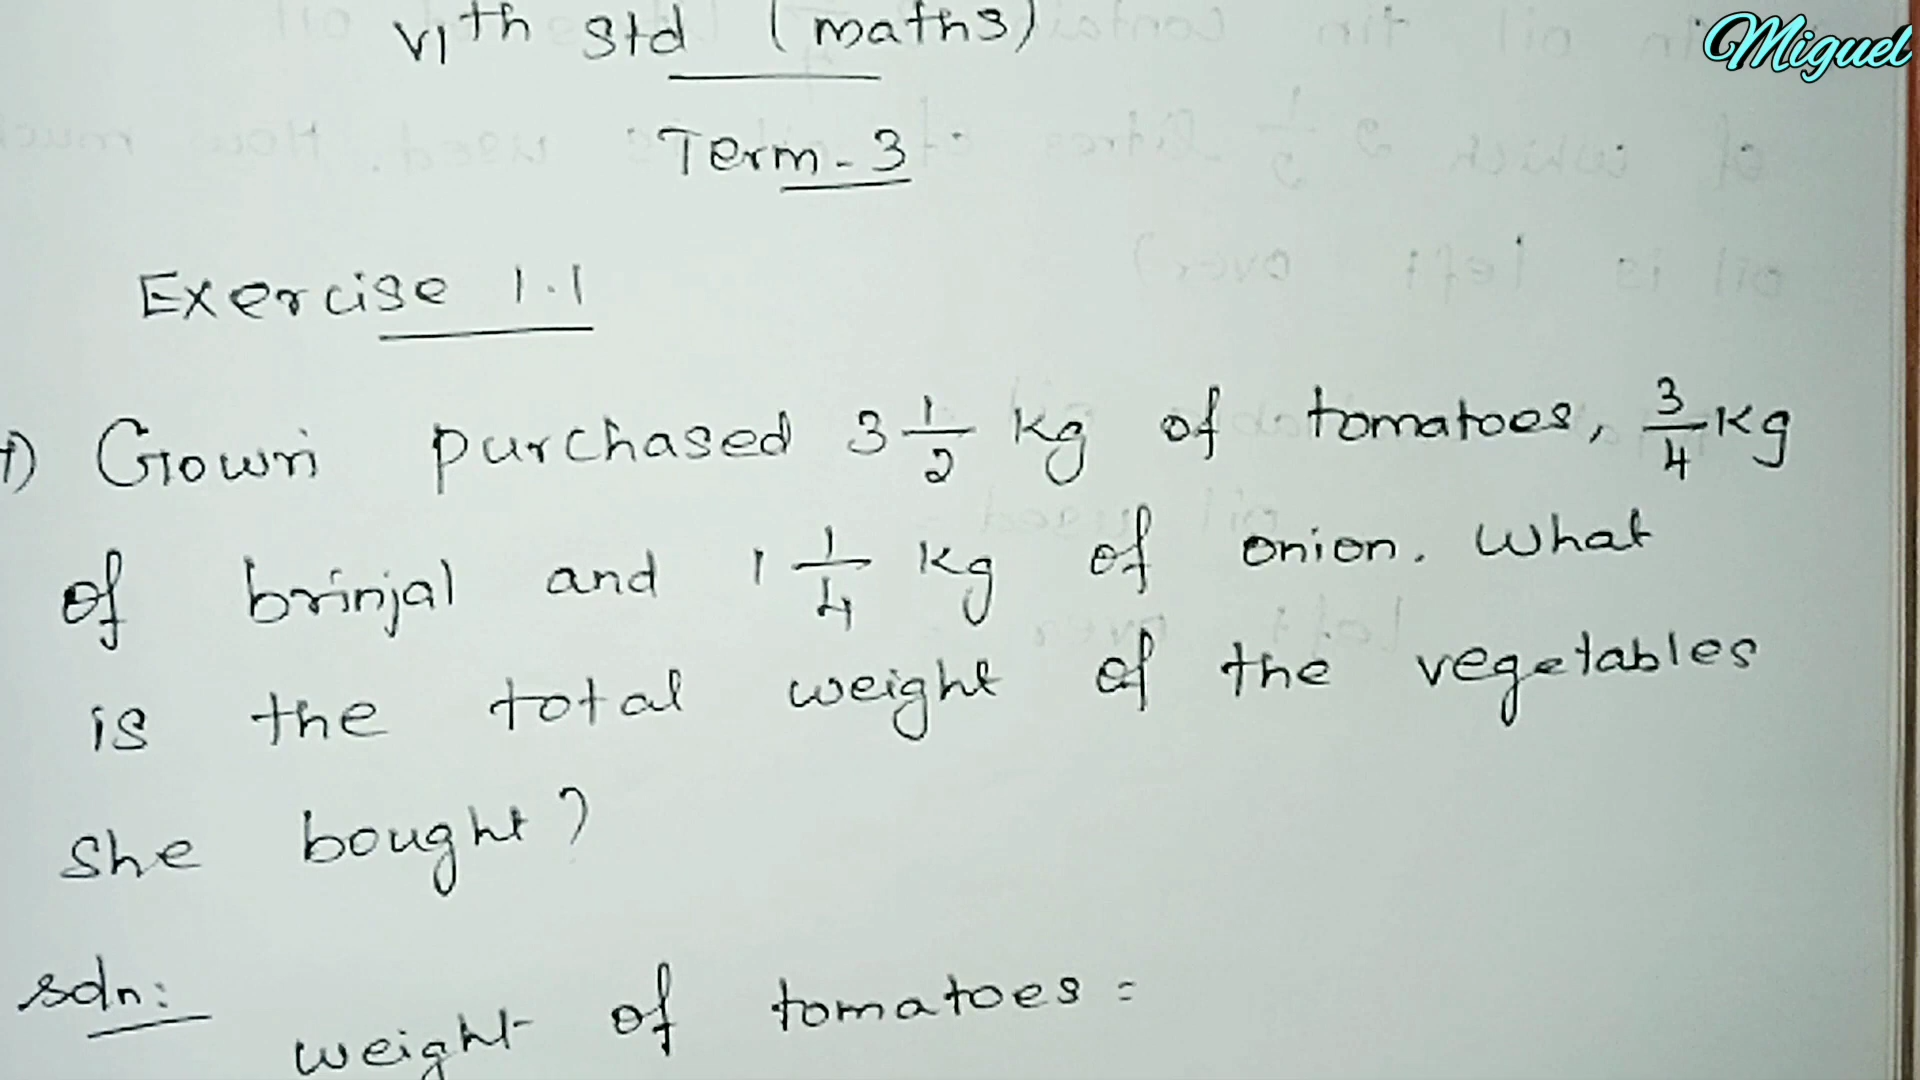 VIth Std (maths)
Miguel
Term-3
Exercise 1.1
1) Gowri purchased 3 1/2 kg of tomatoes, 3/4 kg
of brinjal and 1 1/4 kg of onion. What
is the total weight of the vegetables
she bought?
soln:
weight of tomatoes =